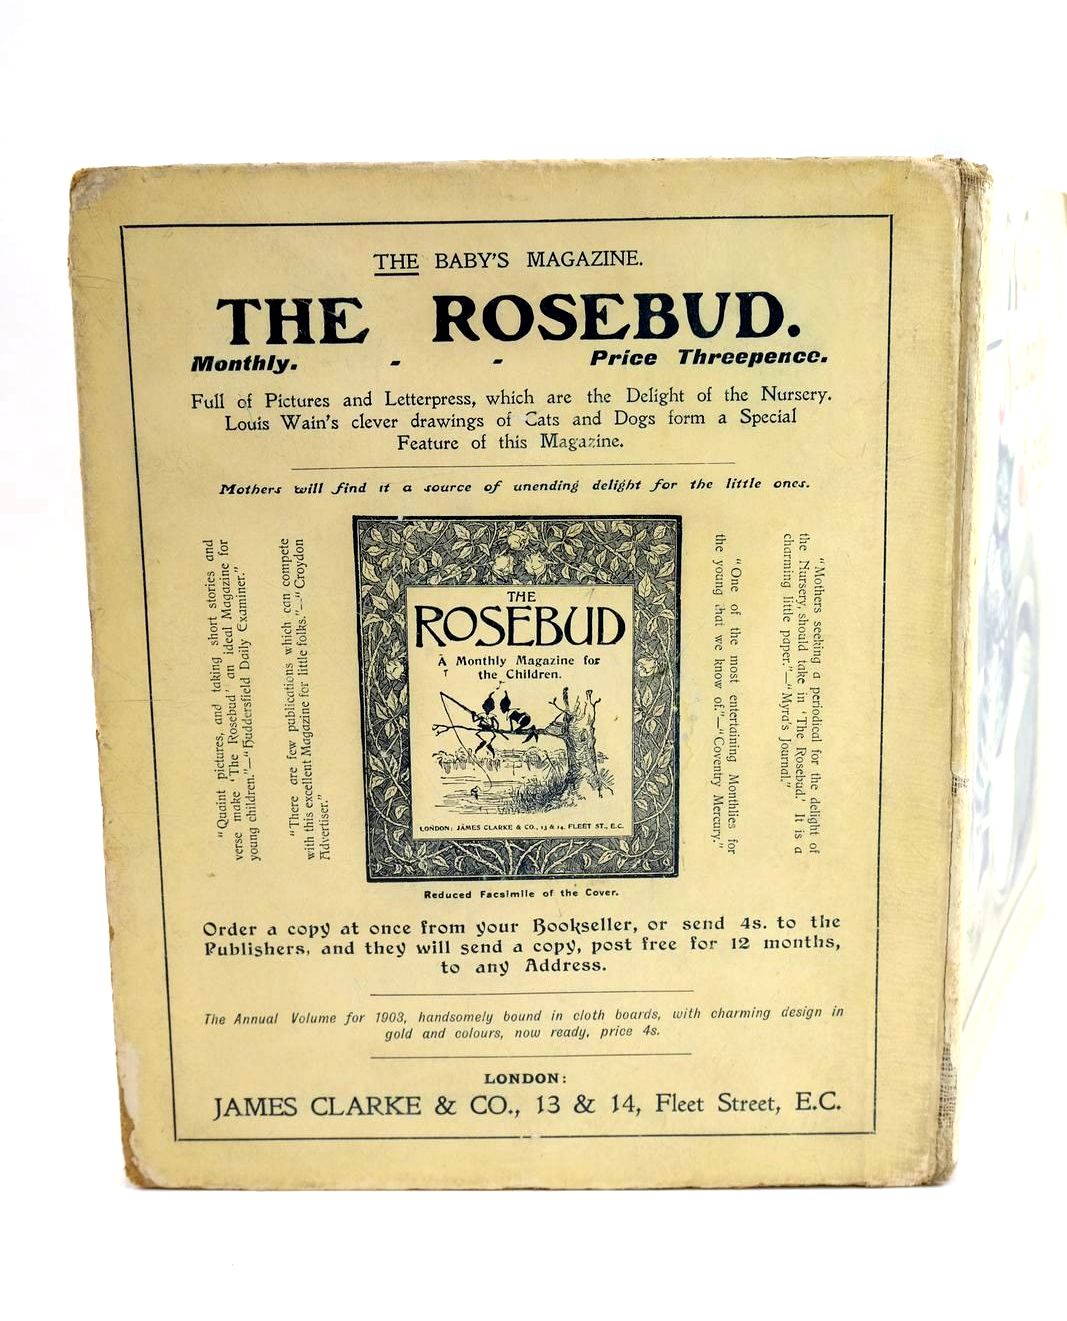 THE BABY'S MAGAZINE.
THE ROSEBUD.
Monthly. - - Price Threepence.
Full of Pictures and Letterpress, which are the Delight of the Nursery.
Louis Wain's clever drawings of Cats and Dogs form a Special
Feature of this Magazine.
Mothers will find it a source of unending delight for the little ones.
"Quaint pictures, and taking short stories and
verse make 'The Rosebud' an ideal Magazine for
young children."—"Huddersfield Daily Examiner."
"There are few publications which can compete
with this excellent Magazine for little folks."—"Croydon
Advertiser."
THE
ROSEBUD
A Monthly Magazine for
the Children.
LONDON: JAMES CLARKE & CO., 13 & 14, FLEET ST., E.C.
"One of the most entertaining Monthlies for
the young that we know of."—"Coventry Mercury."
"Mothers seeking a periodical for the delight of
the Nursery, should take in 'The Rosebud.' It is a
charming little paper."—"Myra's Journal."
Reduced Facsimile of the Cover.
Order a copy at once from your Bookseller, or send 4s. to the
Publishers, and they will send a copy, post free for 12 months,
to any Address.
The Annual Volume for 1903, handsomely bound in cloth boards, with charming design in
gold and colours, now ready, price 4s.
LONDON:
JAMES CLARKE & CO., 13 & 14, Fleet Street, E.C.